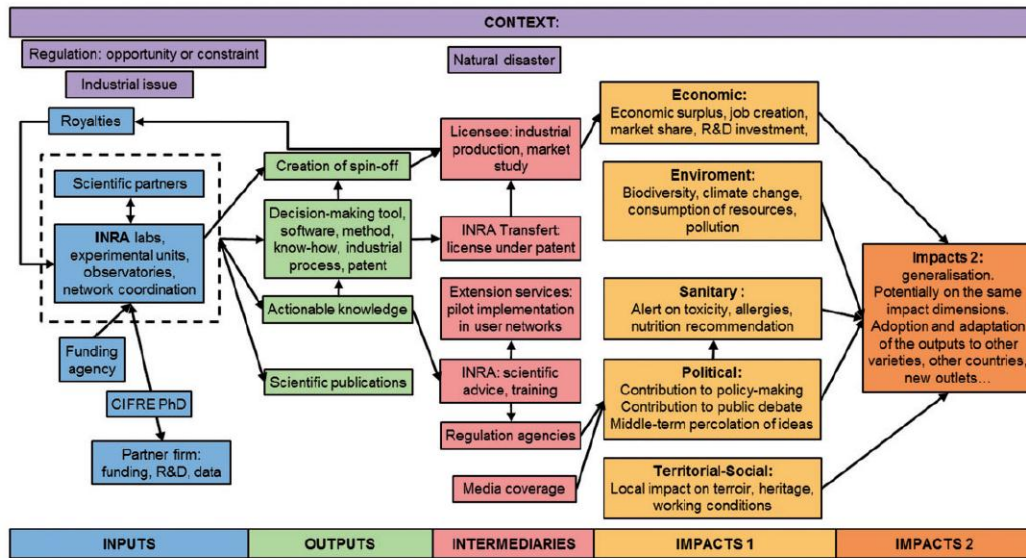 CONTEXT:
Regulation: opportunity or constraint
Industrial issue
Natural disaster
Royalties
Scientific partners
INRA labs,
experimental units,
observatories,
network coordination
Funding
agency
CIFRE PhD
Partner firm:
funding, R&D, data
Creation of spin-off
Decision-making tool,
software, method,
know-how, industrial
process, patent
Actionable knowledge
Scientific publications
Licensee: industrial
production, market
study
INRA Transfert:
license under patent
Extension services:
pilot implementation
in user networks
INRA: scientific
advice, training
Regulation agencies
Media coverage
Economic:
Economic surplus, job creation,
market share, R&D investment,
Enviroment:
Biodiversity, climate change,
consumption of resources,
pollution
Sanitary :
Alert on toxicity, allergies,
nutrition recommendation
Political:
Contribution to policy-making
Contribution to public debate
Middle-term percolation of ideas
Territorial-Social:
Local impact on terroir, heritage,
working conditions
Impacts 2:
generalisation.
Potentially on the same
impact dimensions.
Adoption and adaptation
of the outputs to other
varieties, other countries,
new outlets...
INPUTS
OUTPUTS
INTERMEDIARIES
IMPACTS 1
IMPACTS 2